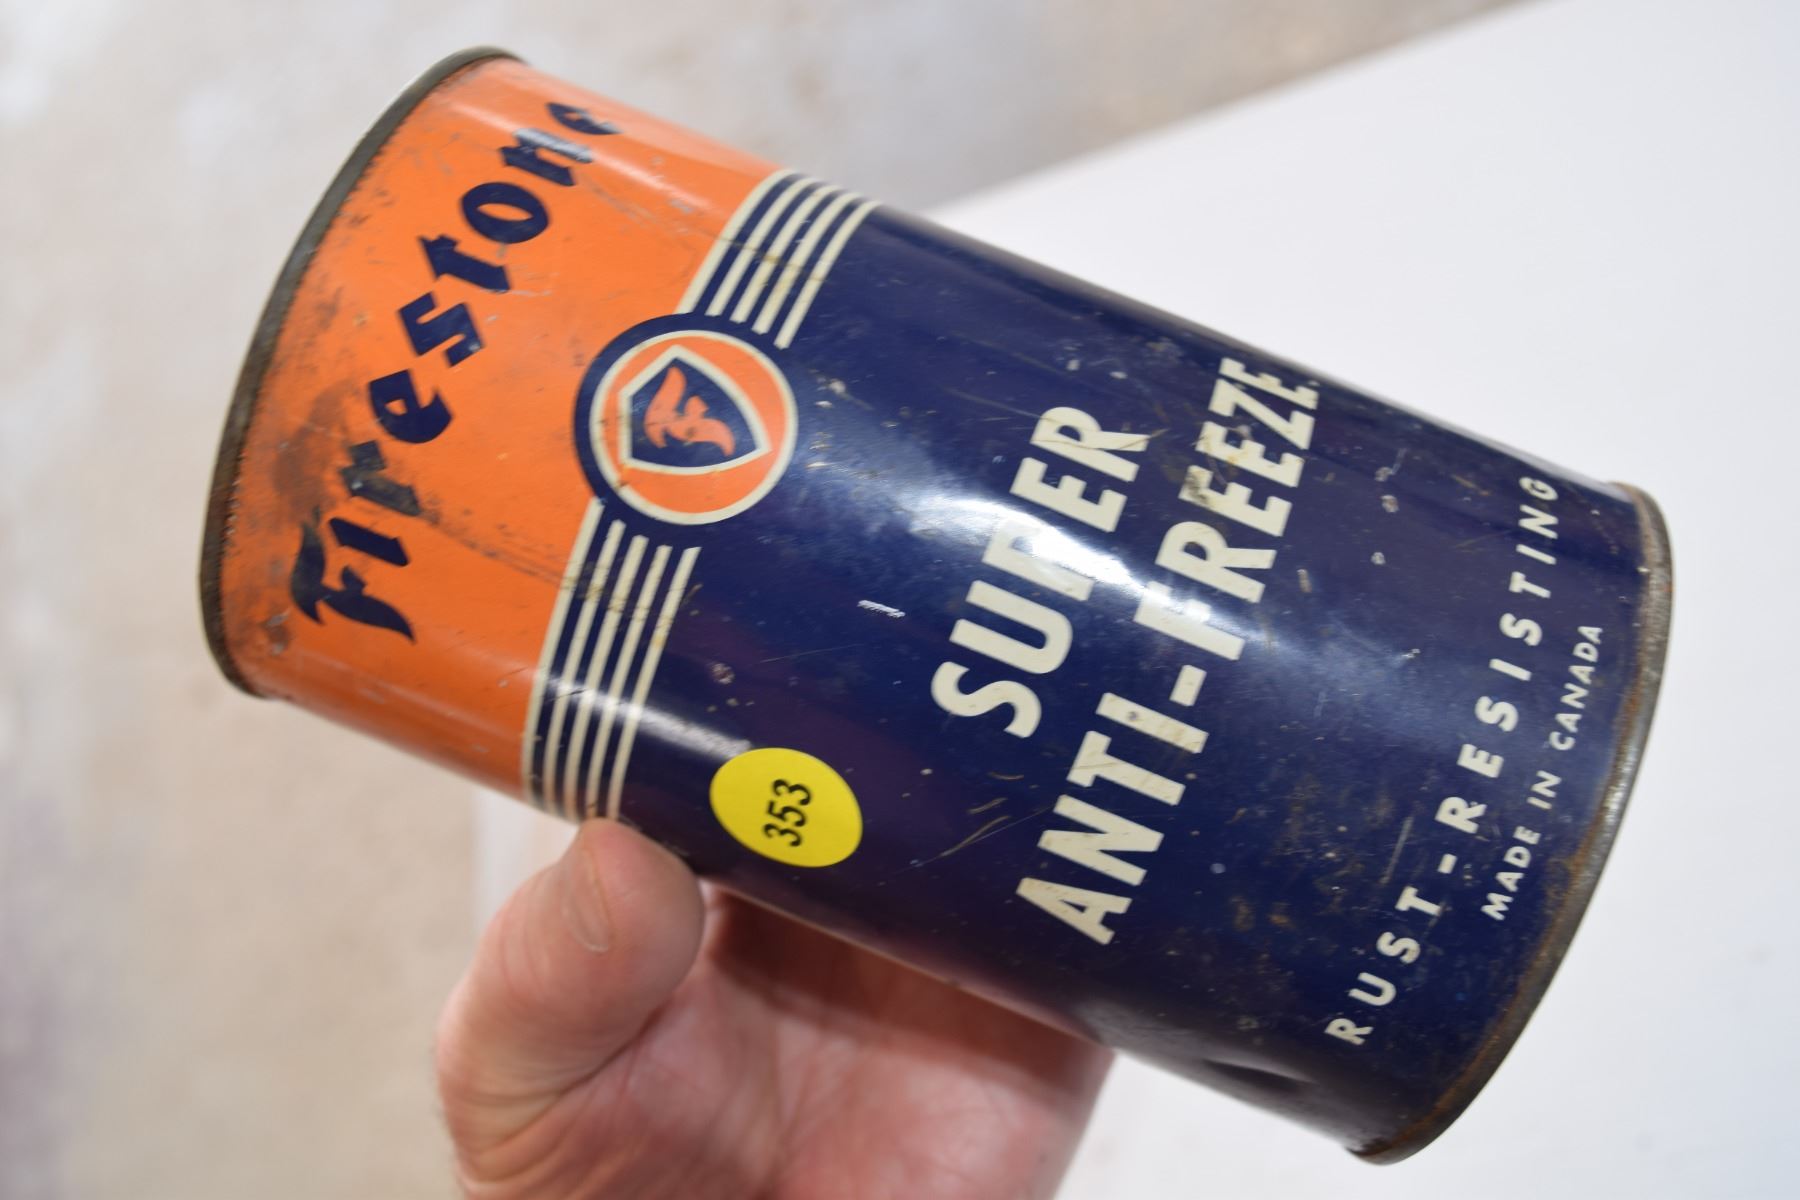 Firestone
F
SUPER
ANTI-FREEZE
RUST-RESISTING
MADE IN CANADA
353